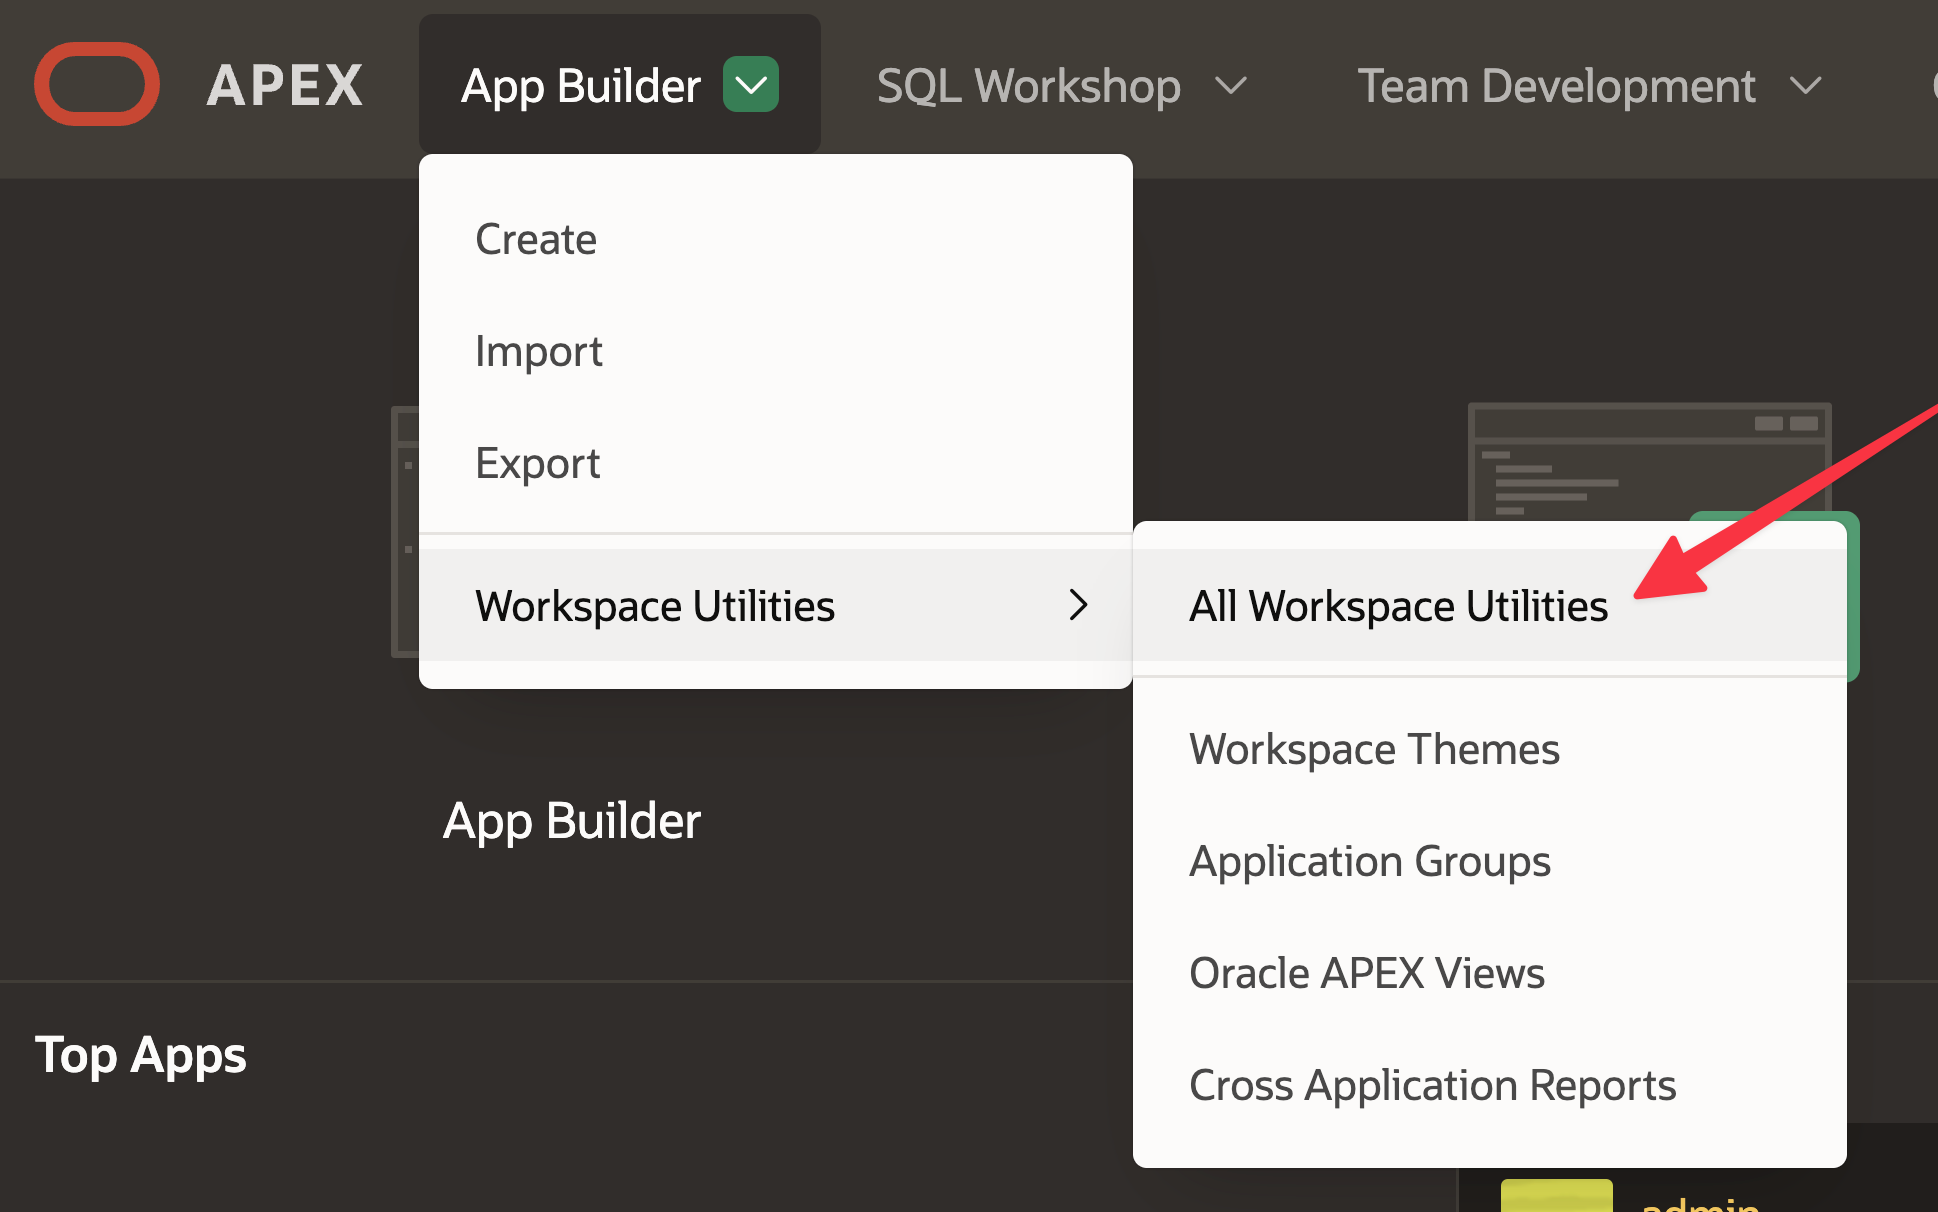 APEX
App Builder
SQL Workshop
Team Development
Create
Import
Export
Workspace Utilities
All Workspace Utilities
Workspace Themes
Application Groups
Oracle APEX Views
Cross Application Reports
App Builder
Top Apps
admin